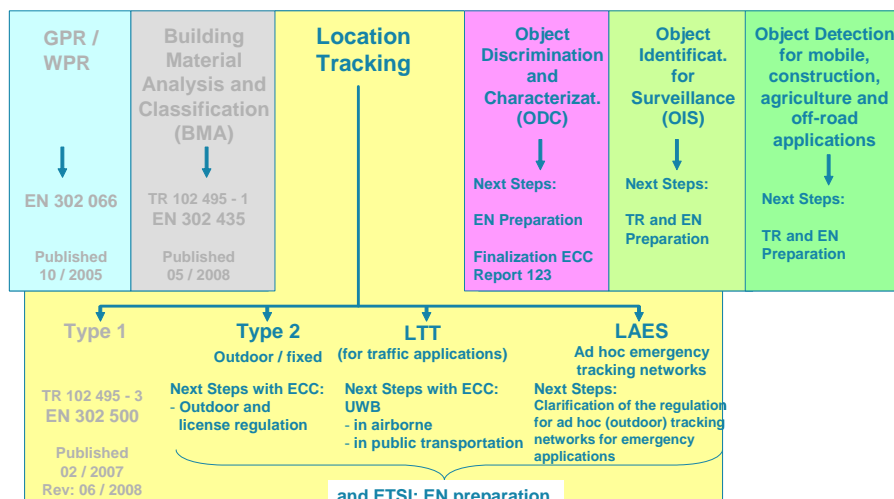 GPR /
WPR
EN 302 066
Published
10 / 2005
Building
Material
Analysis and
Classification
(BMA)
TR 102 495 - 1
EN 302 435
Published
05 / 2008
Location
Tracking
Object
Discrimination
and
Characterizat.
(ODC)
Next Steps:
EN Preparation
Finalization ECC
Report 123
Object
Identificat.
for
Surveillance
(OIS)
Next Steps:
TR and EN
Preparation
Object Detection
for mobile,
construction,
agriculture and
off-road
applications
Next Steps:
TR and EN
Preparation
Type 1
TR 102 495 - 3
EN 302 500
Published
02 / 2007
Rev: 06 / 2008
Type 2
Outdoor / fixed
Next Steps with ECC:
- Outdoor and
license regulation
LTT
(for traffic applications)
Next Steps with ECC:
UWB
- in airborne
- in public transportation
LAES
Ad hoc emergency
tracking networks
Next Steps:
Clarification of the regulation
for ad hoc (outdoor) tracking
networks for emergency
applications
and ETSI: EN preparation